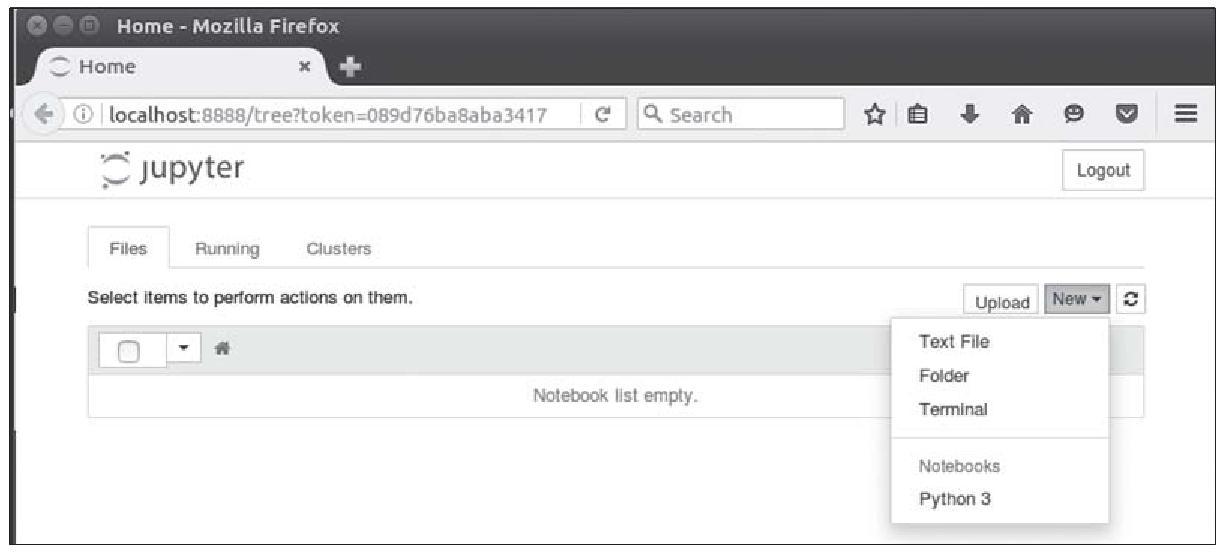 Home - Mozilla Firefox
Home
localhost:8888/tree?token=089d76ba8aba3417
Search
jupyter
Logout
Files Running Clusters
Select items to perform actions on them.
Upload New
Notebook list empty.
Text File
Folder
Terminal
Notebooks
Python 3